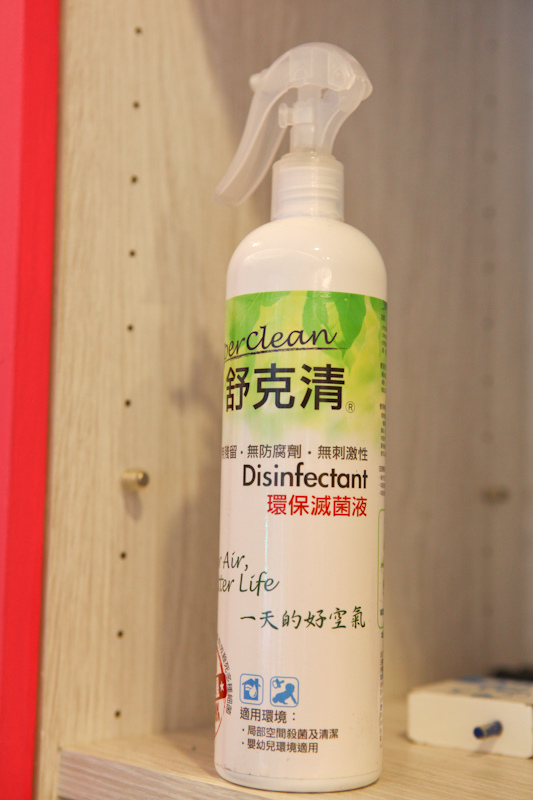 perClean
舒克清®
殘留・無防腐劑・無刺激性
Disinfectant
環保滅菌液
Air,
tter Life
一天的好空氣
適用環境：
・局部空間殺菌及清潔
・嬰幼兒環境適用